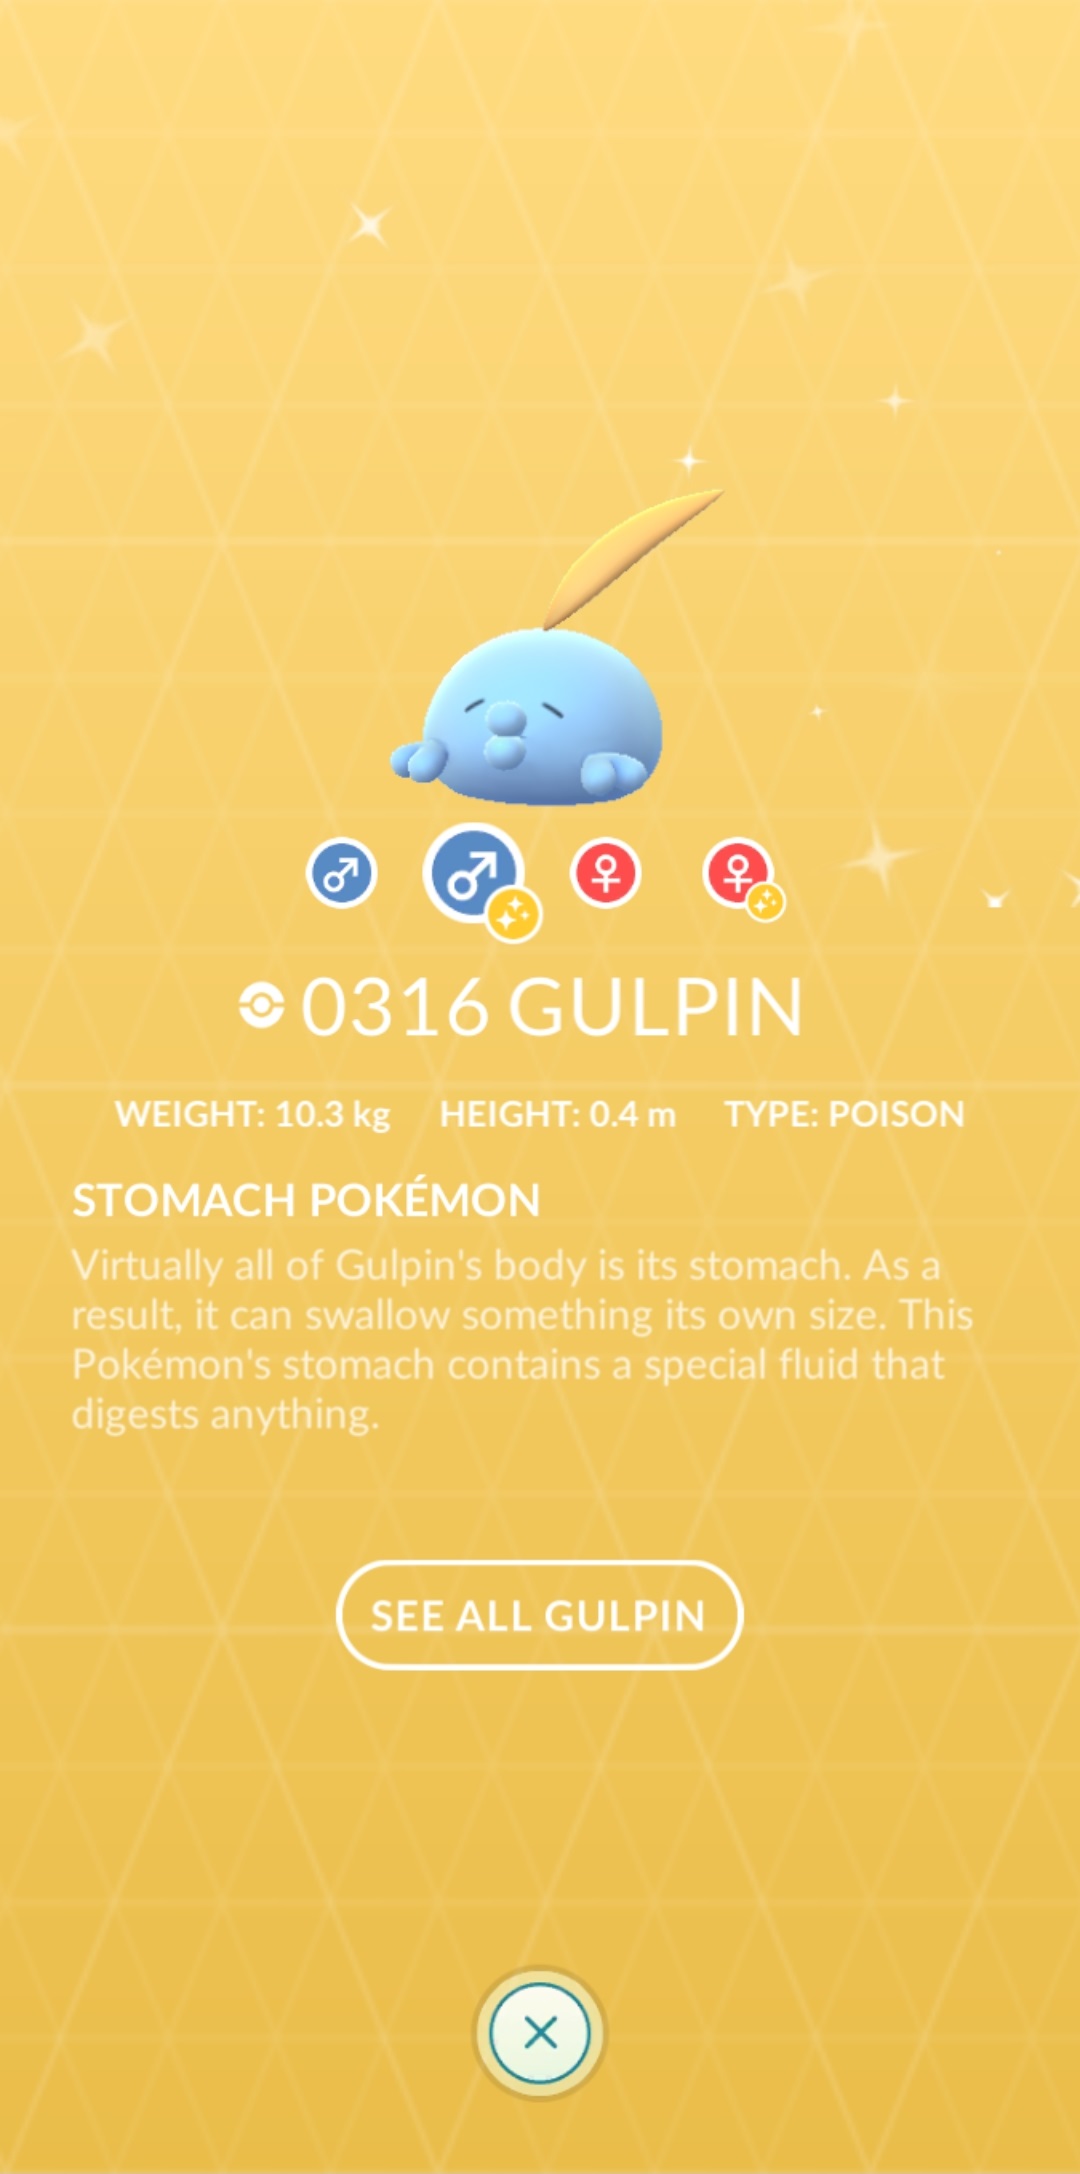 0316 GULPIN
WEIGHT: 10.3 kg HEIGHT: 0.4 m TYPE: POISON
STOMACH POKÉMON
Virtually all of Gulpin's body is its stomach. As a
result, it can swallow something its own size. This
Pokémon's stomach contains a special fluid that
digests anything.
SEE ALL GULPIN